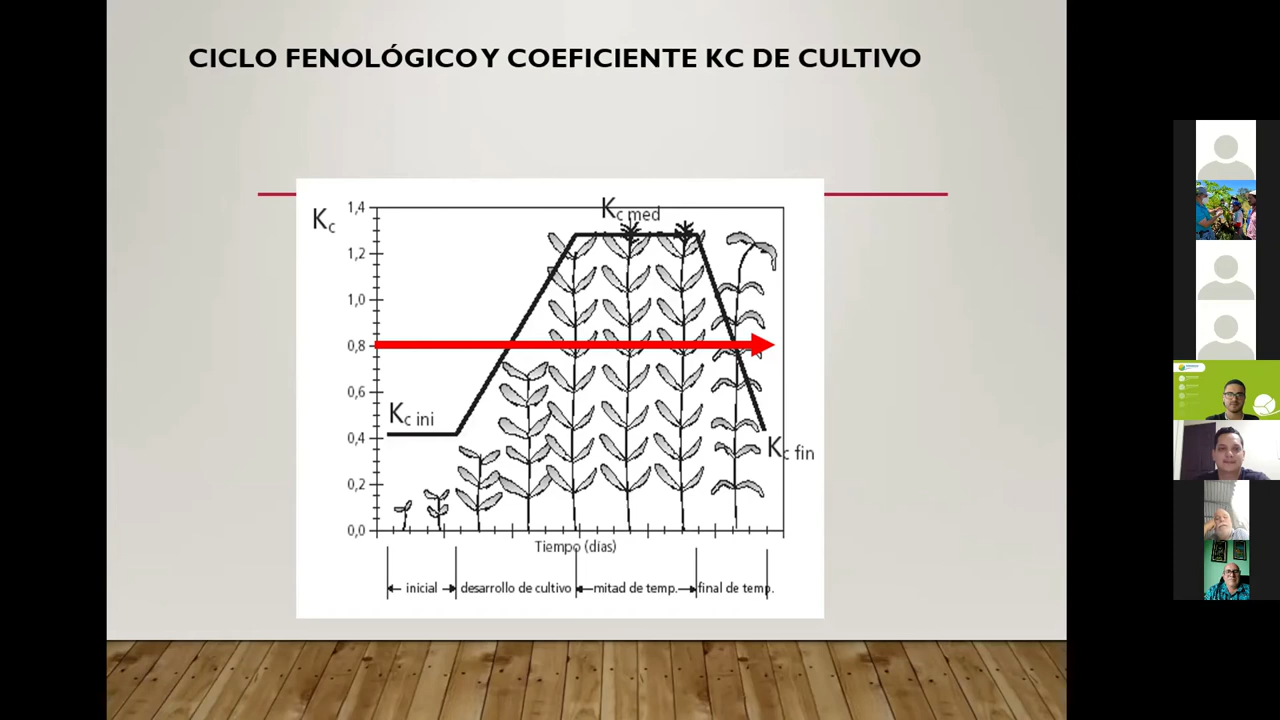 CICLO FENOLÓGICO Y COEFICIENTE KC DE CULTIVO
Kc
1,4
1,2
1,0
0,8
0,6
0,4
0,2
0,0
Kc med
Kc ini
Kc fin
Tiempo (días)
inicial
desarrollo de cultivo
mitad de temp.
final de temp.